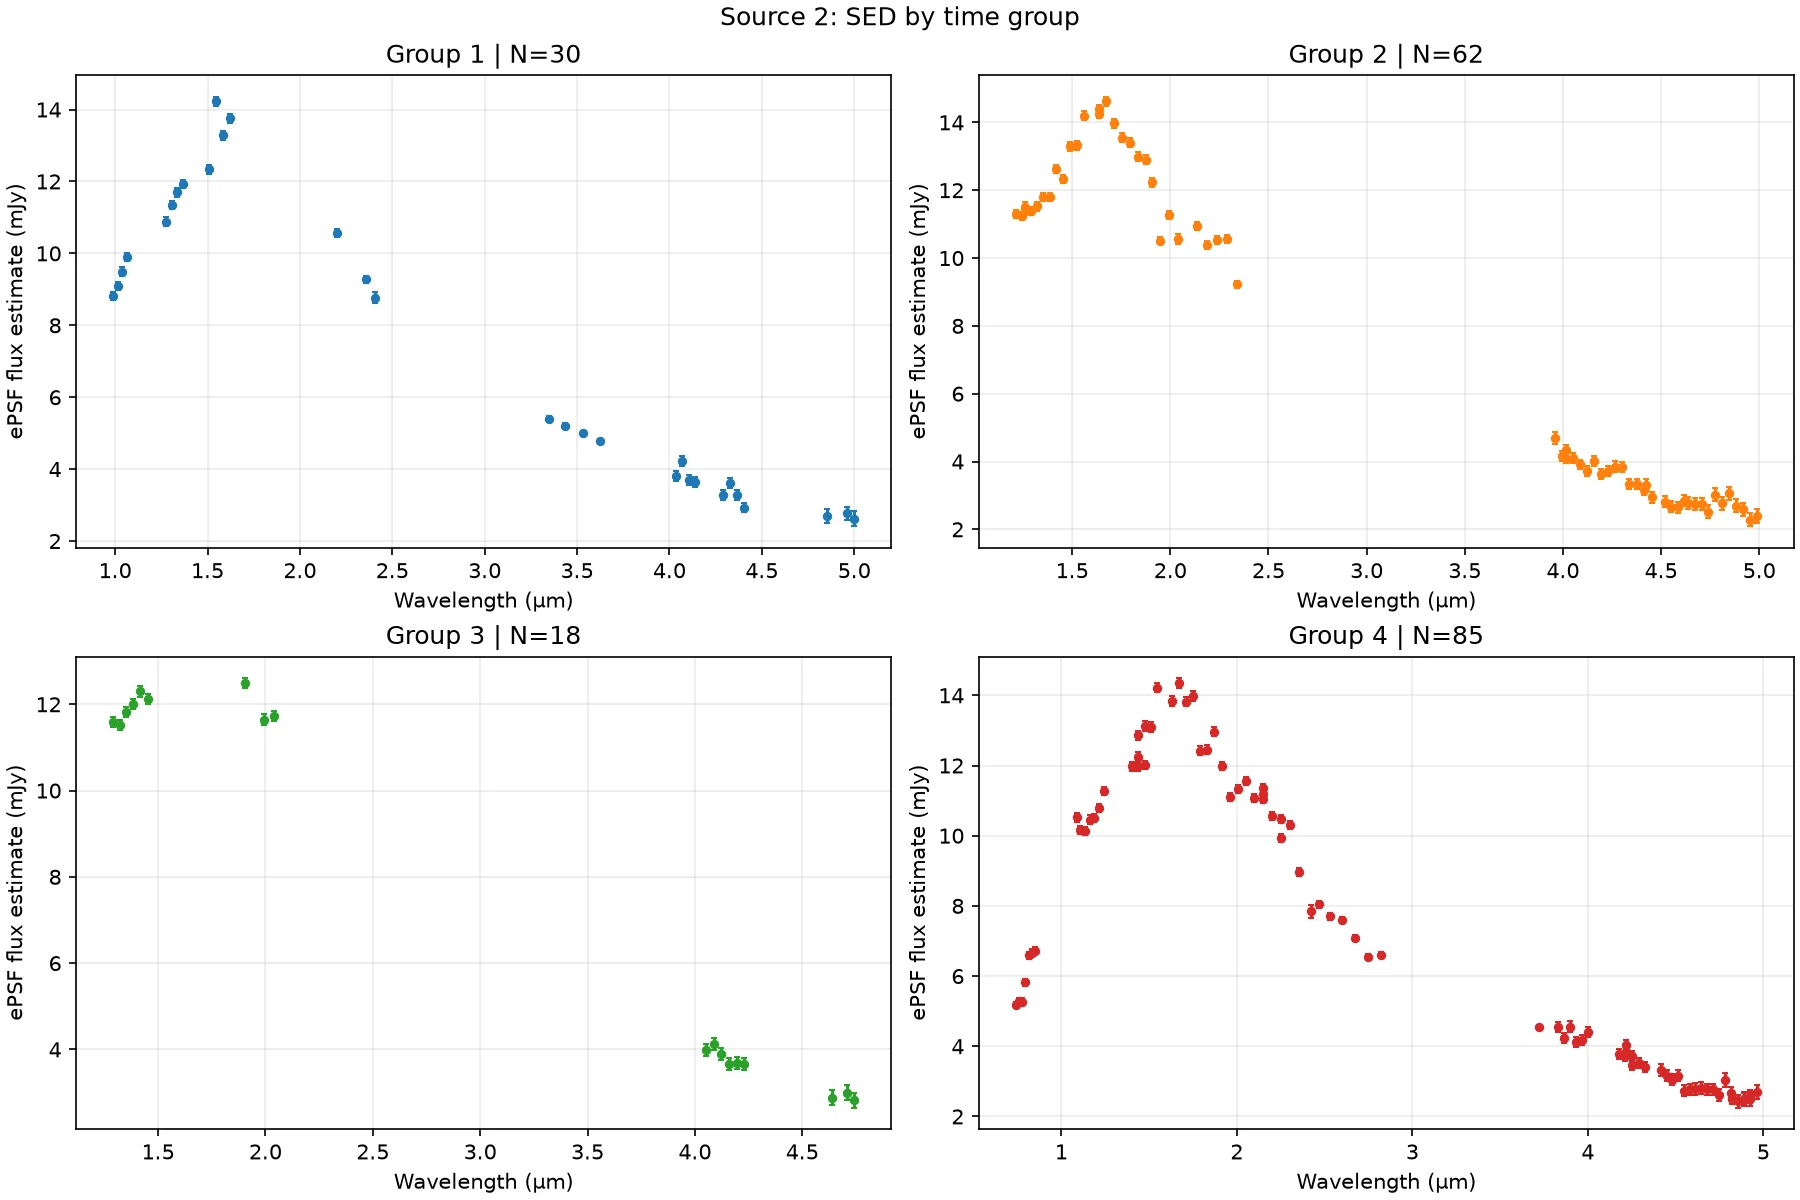 Source 2: SED by time group
Group 1 | N=30
ePSF flux estimate (mJy)
14
12
10
8
6
4
2
1.0 1.5 2.0 2.5 3.0 3.5 4.0 4.5 5.0
Wavelength (µm)
Group 2 | N=62
ePSF flux estimate (mJy)
14
12
10
8
6
4
2
1.5 2.0 2.5 3.0 3.5 4.0 4.5 5.0
Wavelength (µm)
Group 3 | N=18
ePSF flux estimate (mJy)
12
10
8
6
4
1.5 2.0 2.5 3.0 3.5 4.0 4.5
Wavelength (µm)
Group 4 | N=85
ePSF flux estimate (mJy)
14
12
10
8
6
4
2
1 2 3 4 5
Wavelength (µm)